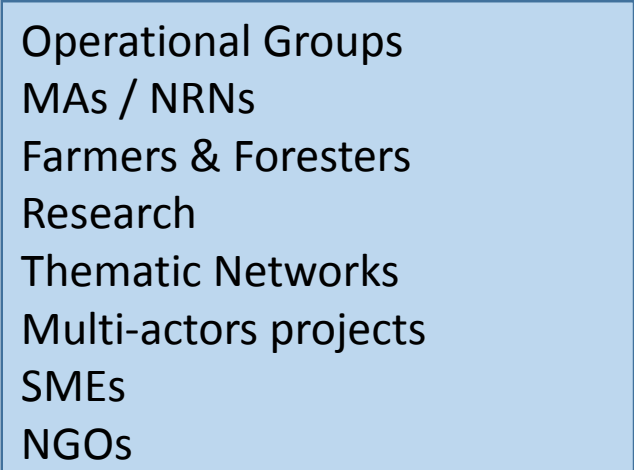 Operational Groups
MAs / NRNs
Farmers & Foresters
Research
Thematic Networks
Multi-actors projects
SMEs
NGOs